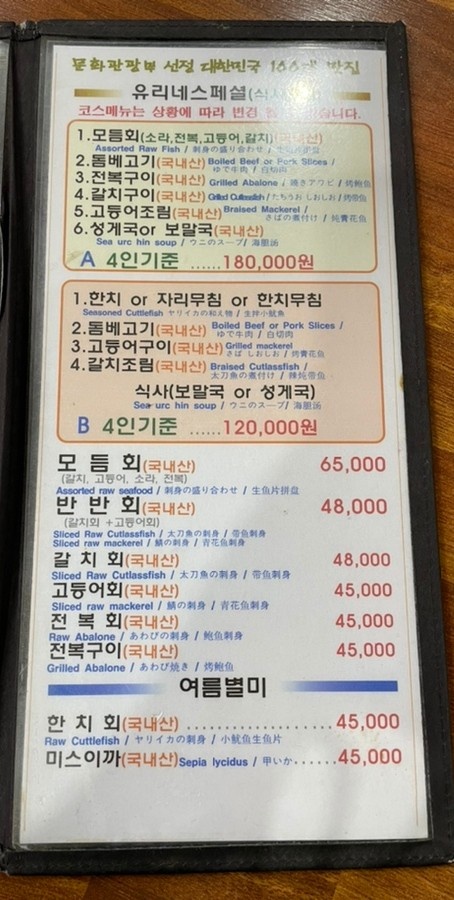 문화관광부 선정 대한민국 100대 맛집
유리네스페셜(식사
코스메뉴는 상황에 따라 변경 될 있습니다.
1.모듬회(소라,전복,고등어,갈치)(국내산)
Assorted Raw Fish / 刺身の盛り合わせ /
2.돔베고기(국내산) Boiled Beef or Pork Slices /
ゆで牛肉 / 白切肉
3.전복구이(국내산) Grilled Abalone / 焼きアワビ / 烤鮑鱼
4.갈치구이(국내산) Grilled Cutlassfish / たちうお しおしお / 烤带鱼
5.고등어조림(국내산) Braised Mackerel /
さばの煮付け / 炖青花鱼
6.성게국or 보말국(국내산)
Sea urc hin soup / ウニのスープ / 海胆汤
A 4인기준 ......180,000원
1.한치 or 자리무침 or 한치무침
Seasoned Cuttlefish ヤリイカの和え物 / 生拌小鱿鱼
2.돔베고기(국내산) Boiled Beef or Pork Slices /
ゆで牛肉 / 白切肉
3.고등어구이(국내산) Grilled mackerel
さば しおしお / 烤青花鱼
4.갈치조림(국내산) Braised Cutlassfish /
太刀魚の煮付け / 辣炖带鱼
식사(보말국 or 성게국)
Sea urc hin soup / ウニのスープ/ 海胆汤
B 4인기준 ......120,000원
모 듬 회(국내산) 65,000
(갈치, 고등어, 소라, 전복)
Assorted raw seafood / 刺身の盛り合わせ / 生鱼片拼盘
반 반 회(국내산) 48,000
(갈치회 +고등어회)
Sliced Raw Cutlassfish / 太刀魚の刺身 / 带鱼刺身
Sliced raw mackerel / 鯖の刺身 / 青花鱼刺身
갈 치 회(국내산) 48,000
Sliced Raw Cutlassfish / 太刀魚の刺身 / 带鱼刺身
고등어회(국내산) 45,000
Sliced raw mackerel / 鯖の刺身 / 青花鱼刺身
전 복 회(국내산) 45,000
Raw Abalone / あわびの刺身 / 鲍鱼刺身
전복구이(국내산) 45,000
Grilled Abalone / あわび焼き / 烤鲍鱼
여름별미
한 치 회(국내산) ......................45,000
Raw Cuttlefish / ヤリイカの刺身 / 小鱿鱼生鱼片
미스이까(국내산)Sepia lycidus / 甲いか......45,000